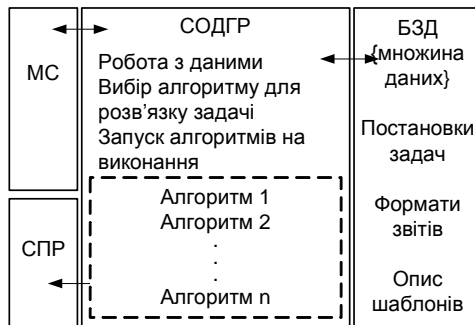 МС
СПР
СОДГР
Робота з даними
Вибір алгоритму для
розв'язку задачі
Запуск алгоритмів на
виконання
Алгоритм 1
Алгоритм 2
.
.
.
Алгоритм n
БЗД
{множина
даних}
Постановки
задач
Формати
звітів
Опис
шаблонів